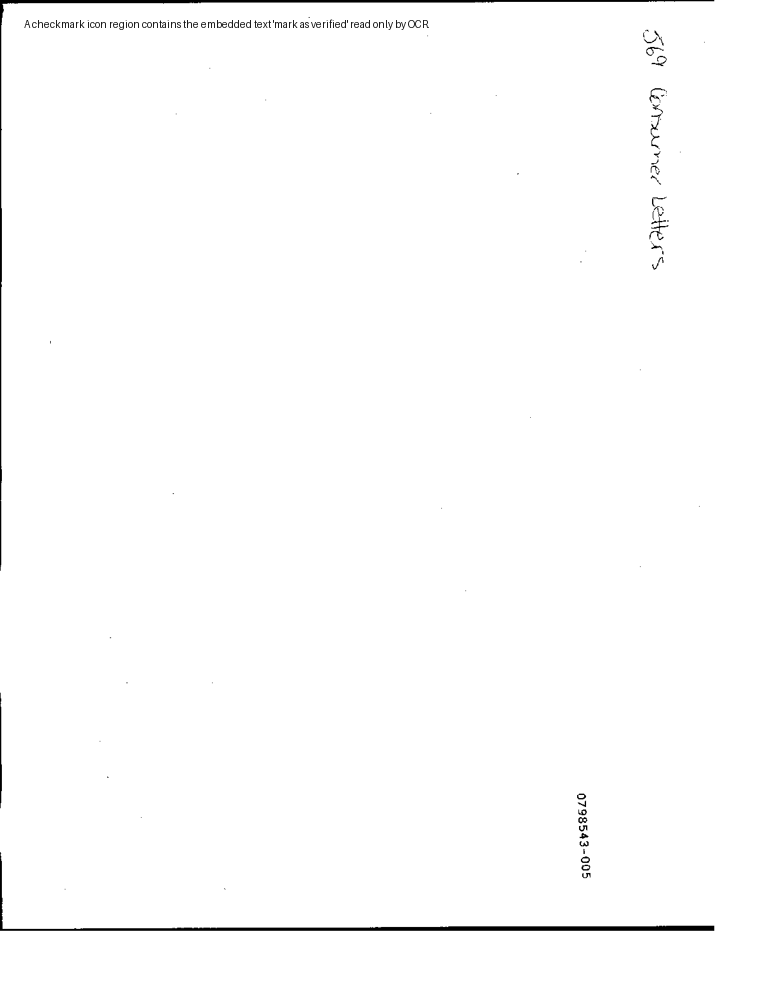 A checkmark icon region contains the embedded text 'mark as verified' read only by OCR
569 Consumer Letters
0798543-005